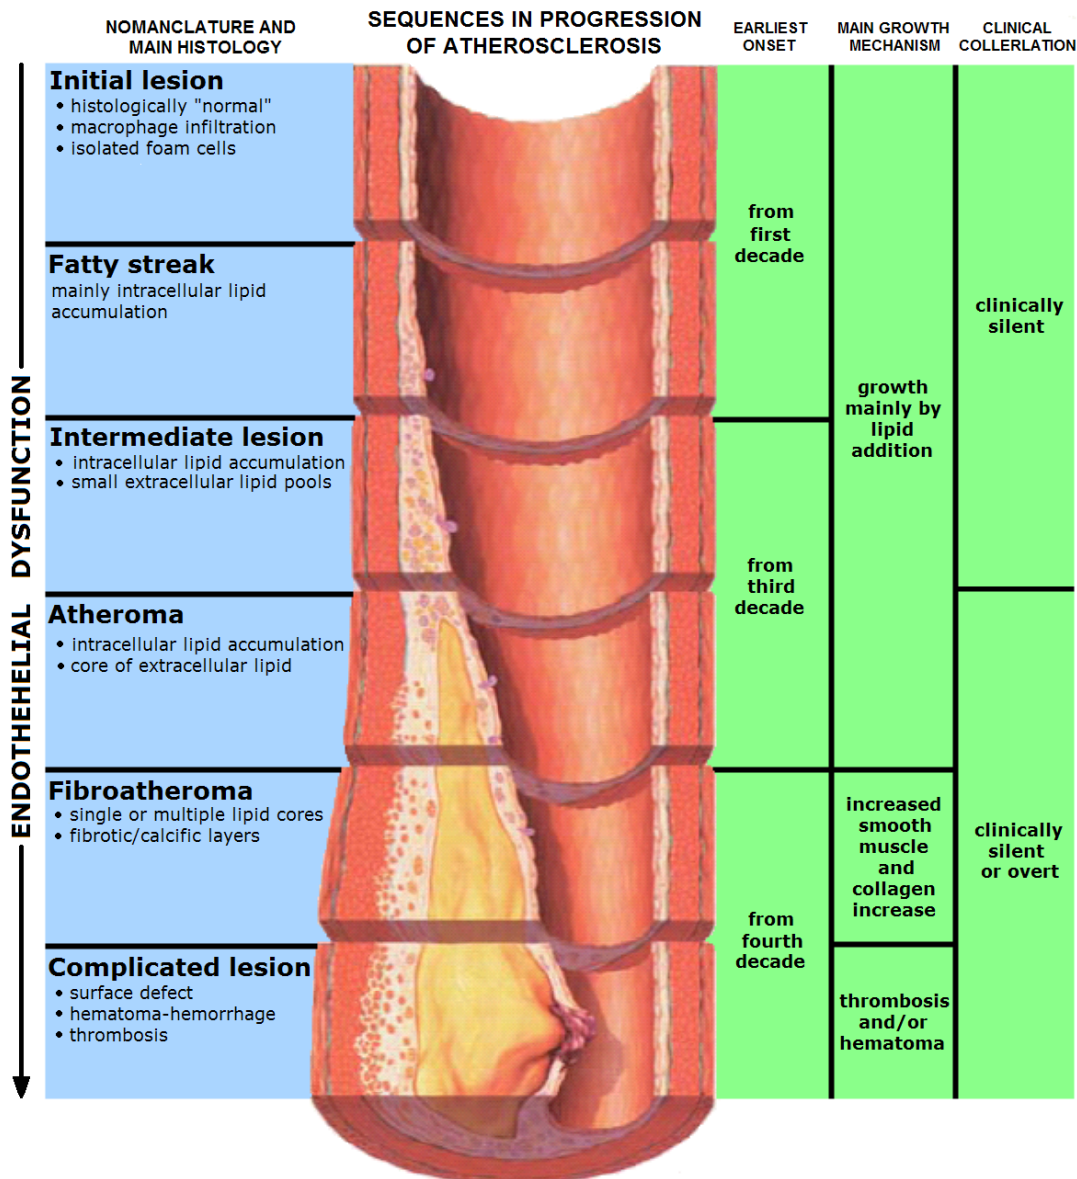 NOMANCLATURE AND
MAIN HISTOLOGY
SEQUENCES IN PROGRESSION
OF ATHEROSCLEROSIS
EARLIEST
ONSET
MAIN GROWTH
MECHANISM
CLINICAL
COLLERLATION
ENDOTHEHELIAL DYSFUNCTION
Initial lesion
• histologically "normal"
• macrophage infiltration
• isolated foam cells
Fatty streak
mainly intracellular lipid
accumulation
Intermediate lesion
• intracellular lipid accumulation
• small extracellular lipid pools
Atheroma
• intracellular lipid accumulation
• core of extracellular lipid
Fibroatheroma
• single or multiple lipid cores
• fibrotic/calcific layers
Complicated lesion
• surface defect
• hematoma-hemorrhage
• thrombosis
from
first
decade
from
third
decade
from
fourth
decade
growth
mainly by
lipid
addition
increased
smooth
muscle
and
collagen
increase
thrombosis
and/or
hematoma
clinically
silent
clinically
silent
or overt